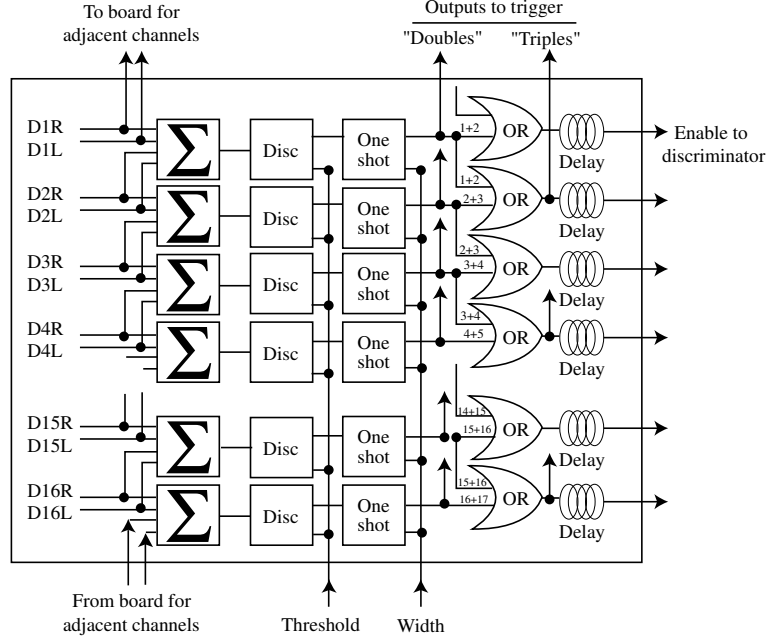 To board for
adjacent channels
Outputs to trigger
"Doubles" "Triples"
D1R
D1L
Σ
Disc
One
shot
1+2
OR
Delay
Enable to
discriminator
D2R
D2L
Σ
Disc
One
shot
1+2
2+3
OR
Delay
D3R
D3L
Σ
Disc
One
shot
2+3
3+4
OR
Delay
D4R
D4L
Σ
Disc
One
shot
3+4
4+5
OR
Delay
D15R
D15L
Σ
Disc
One
shot
14+15
15+16
OR
Delay
D16R
D16L
Σ
Disc
One
shot
15+16
16+17
OR
Delay
From board for
adjacent channels
Threshold
Width